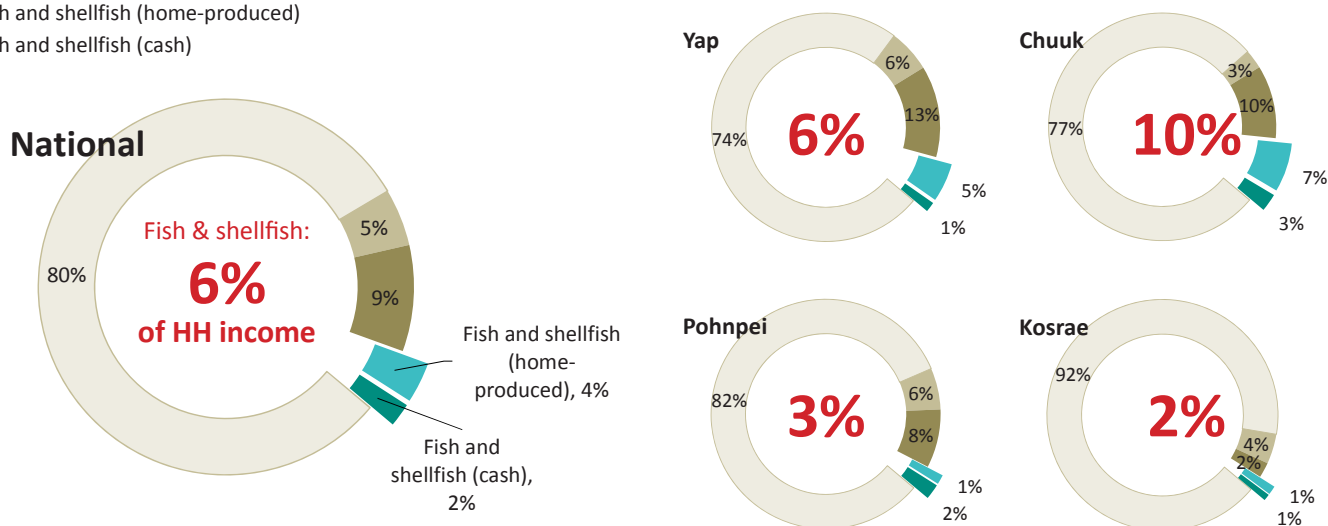 h and shellfish (home-produced)
h and shellfish (cash)
National
Fish & shellfish:
6%
of HH income
80%
5%
9%
Fish and shellfish
(home-
produced), 4%
Fish and
shellfish (cash),
2%
Yap
6%
74%
6%
13%
5%
1%
Chuuk
10%
77%
3%
10%
7%
3%
Pohnpei
3%
82%
6%
8%
1%
2%
Kosrae
2%
92%
4%
2%
1%
1%